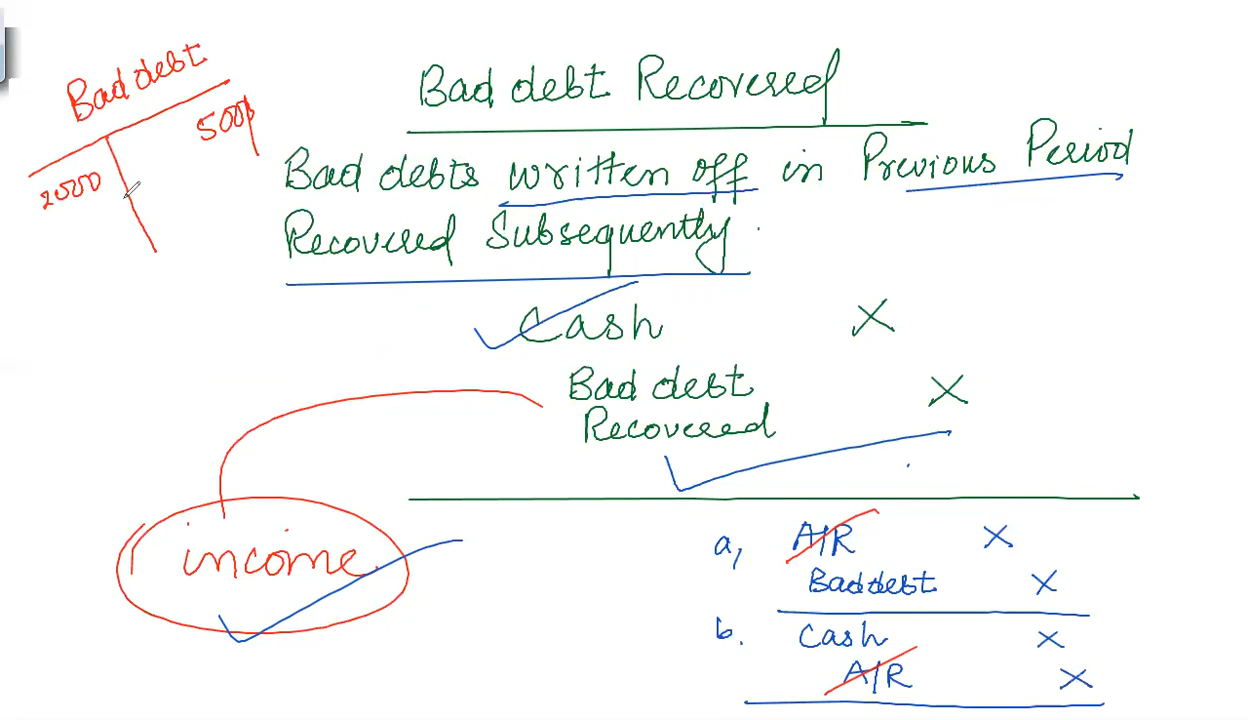 Bad debt
5000
2000
Bad debt Recovered
Bad debts written off in Previous Period
Recovered Subsequently.
Cash X
Bad debt X
Recovered
income
a, A/R X
Bad debt X
b. Cash X
A/R X